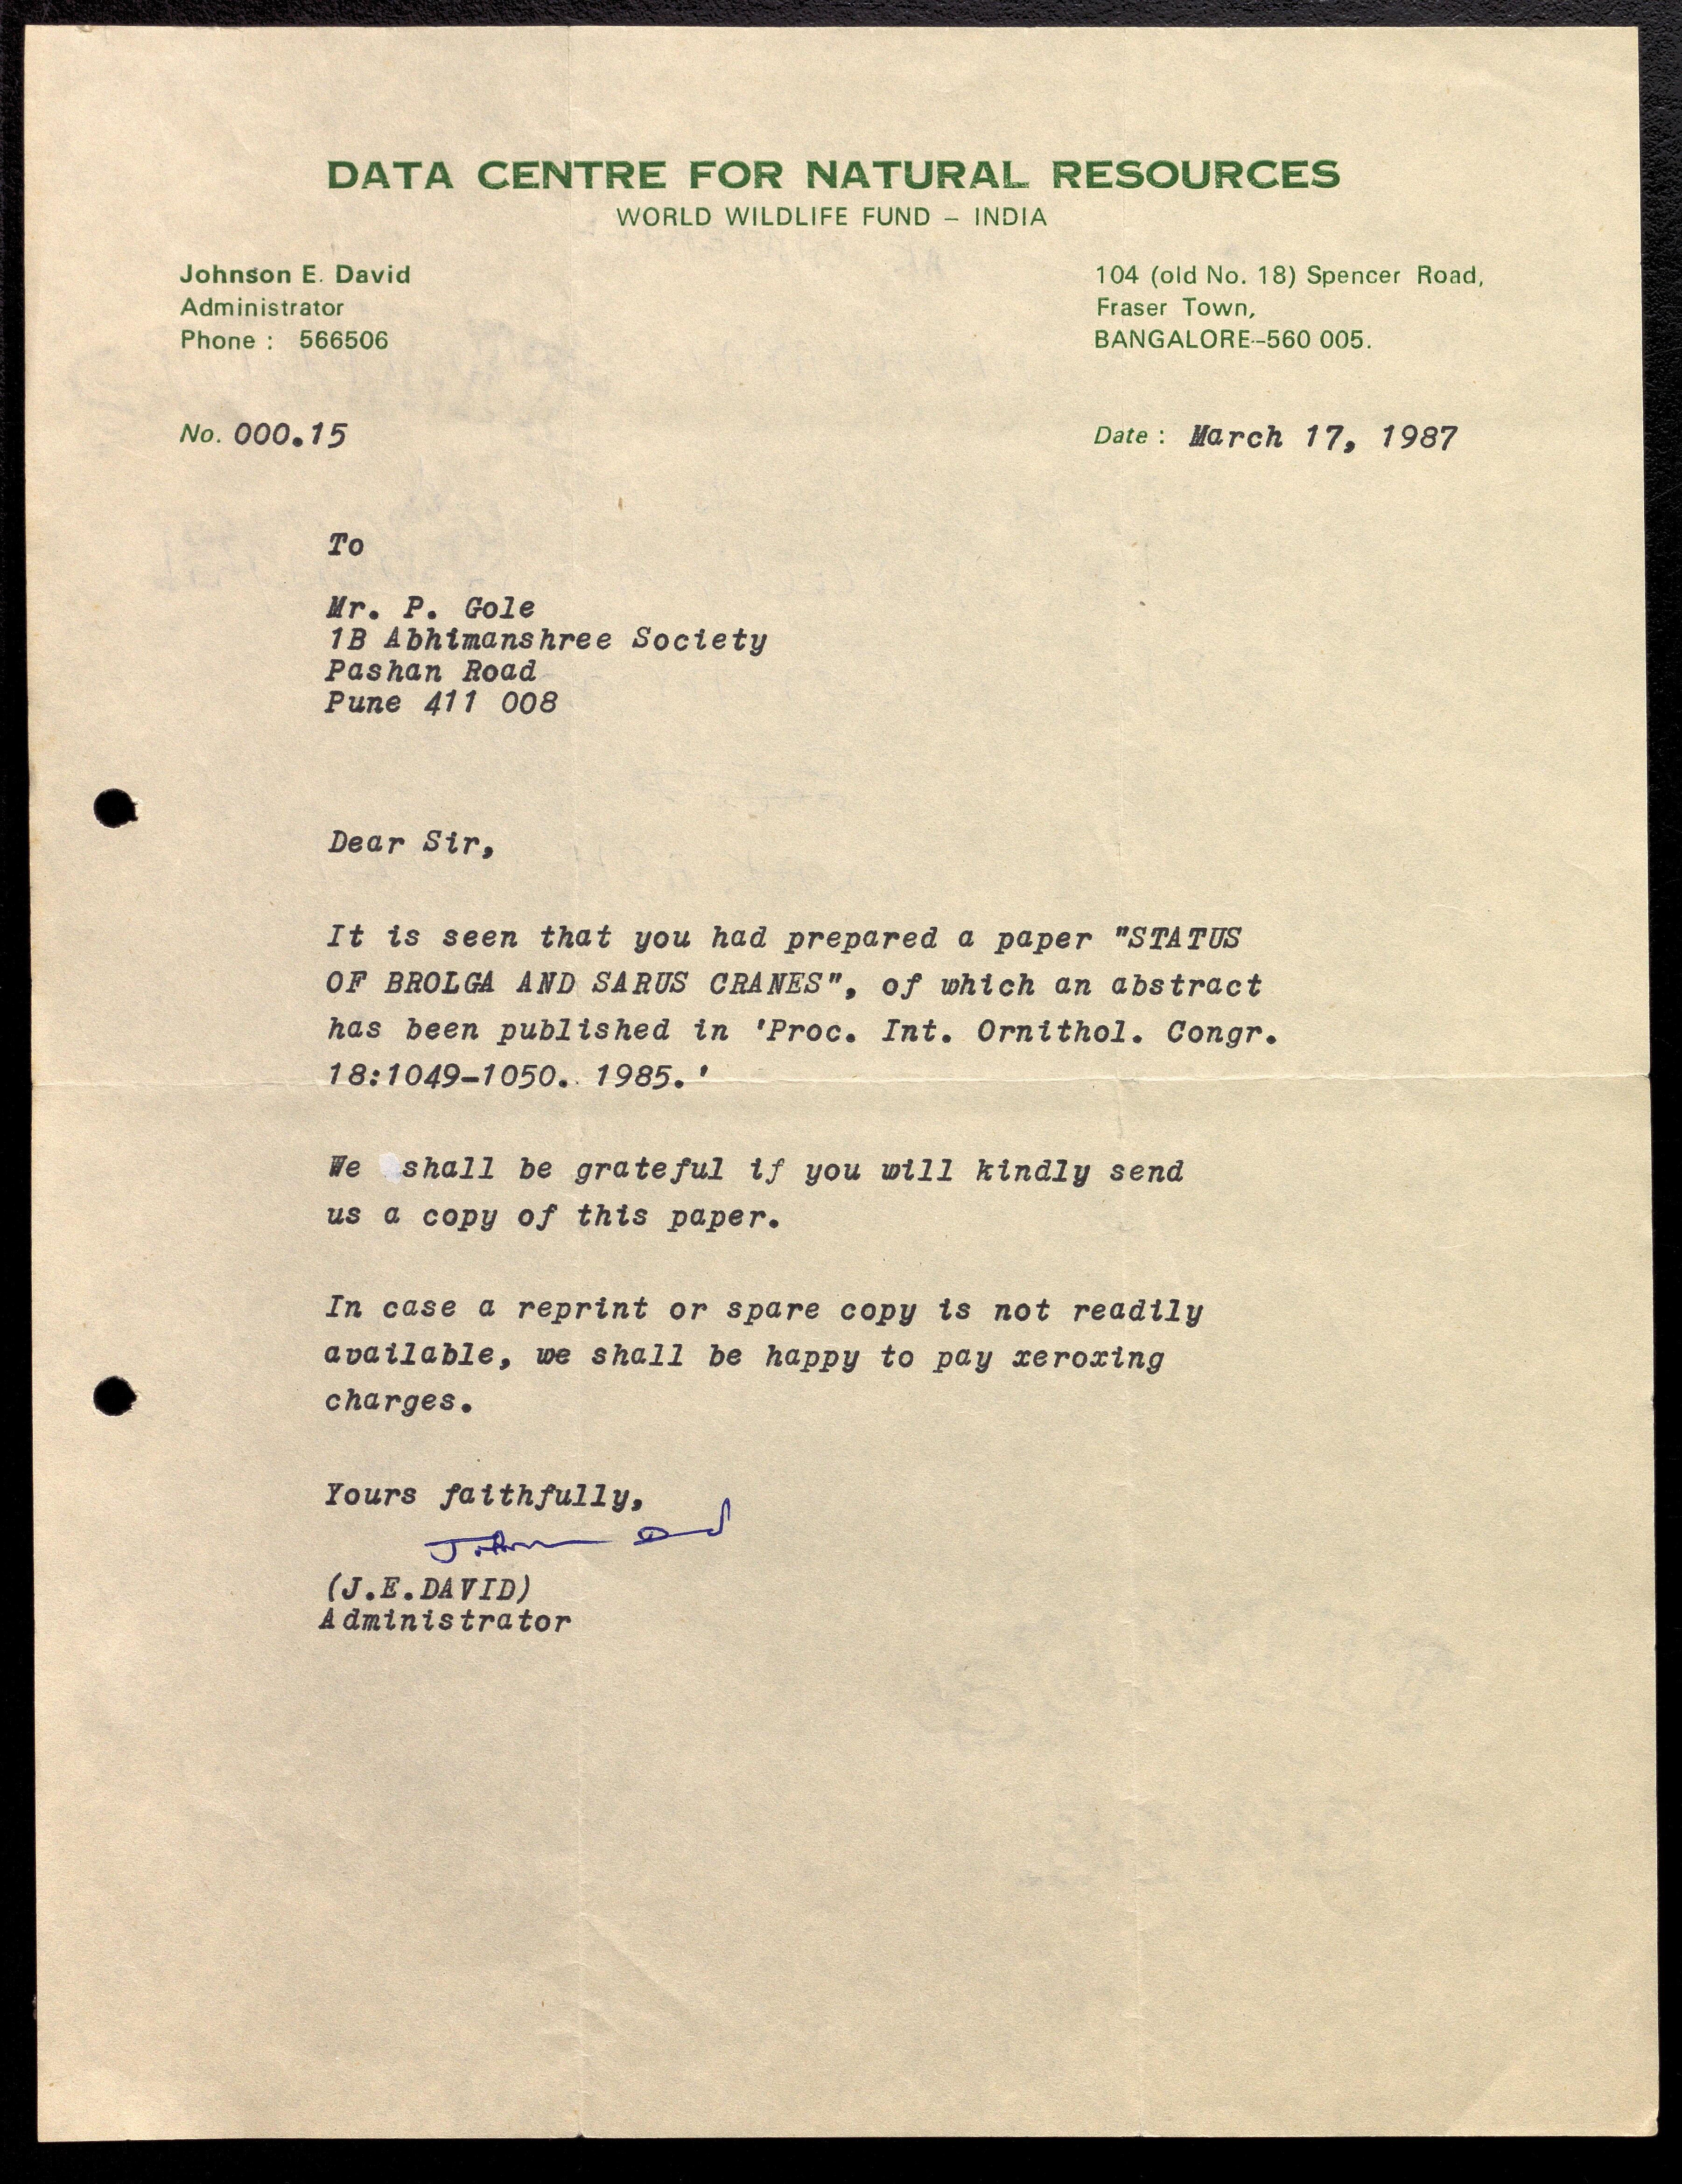 DATA CENTRE FOR NATURAL RESOURCES
WORLD WILDLIFE FUND – INDIA
Johnson E. David
Administrator
Phone : 566506
104 (old No. 18) Spencer Road,
Fraser Town,
BANGALORE-560 005.
No. 000.15
Date : March 17, 1987
To
Mr. P. Gole
1B Abhimanshree Society
Pashan Road
Pune 411 008
Dear Sir,
It is seen that you had prepared a paper "STATUS
OF BROLGA AND SARUS CRANES", of which an abstract
has been published in 'Proc. Int. Ornithol. Congr.
18:1049-1050. 1985.'
We shall be grateful if you will kindly send
us a copy of this paper.
In case a reprint or spare copy is not readily
available, we shall be happy to pay xeroxing
charges.
Yours faithfully,
(J.E.DAVID)
Administrator